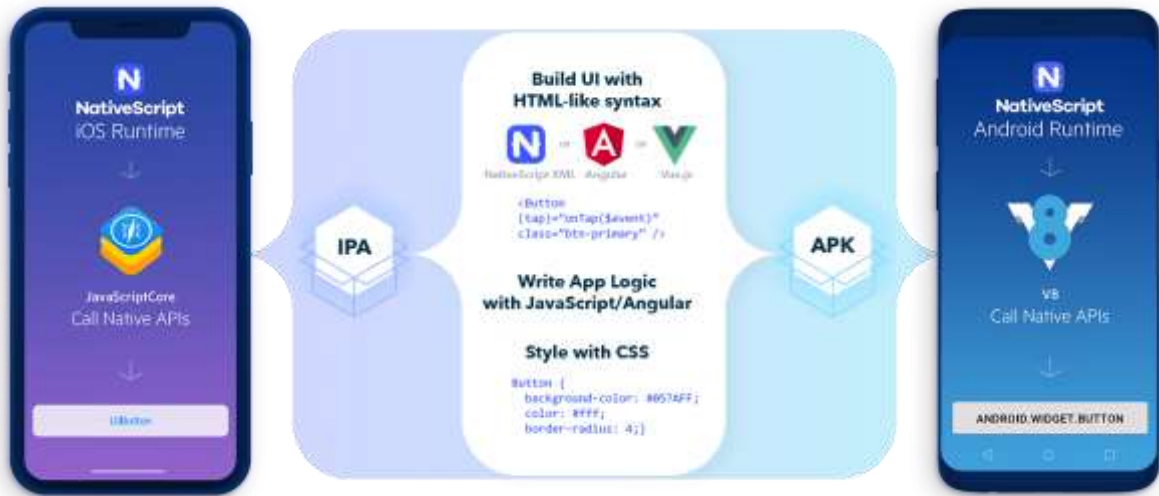 NativeScript
iOS Runtime
JavaScriptCore
Call Native APIs
UIButton
IPA
Build UI with
HTML-like syntax
NativeScript XML or Angular or Vue.js
<Button
[tap]="onTap($event)"
class="btn-primary" />
Write App Logic
with JavaScript/Angular
Style with CSS
Button {
background-color: #057AFF;
color: #fff;
border-radius: 4;}
APK
NativeScript
Android Runtime
V8
Call Native APIs
ANDROID.WIDGET.BUTTON